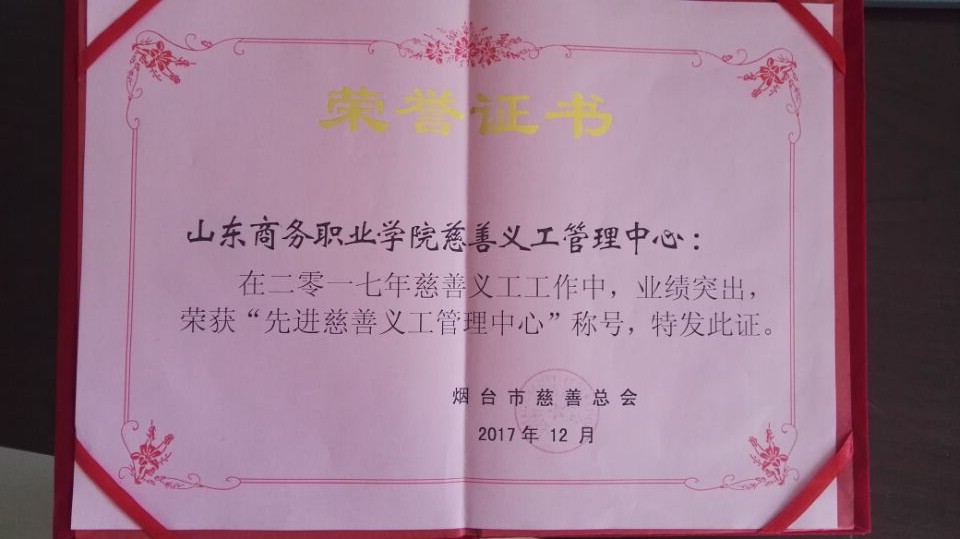 荣誉证书
山东商务职业学院慈善义工管理中心：
在二零一七年慈善义工工作中，业绩突出，
荣获“先进慈善义工管理中心”称号，特发此证。
烟台市慈善总会
2017年 12 月